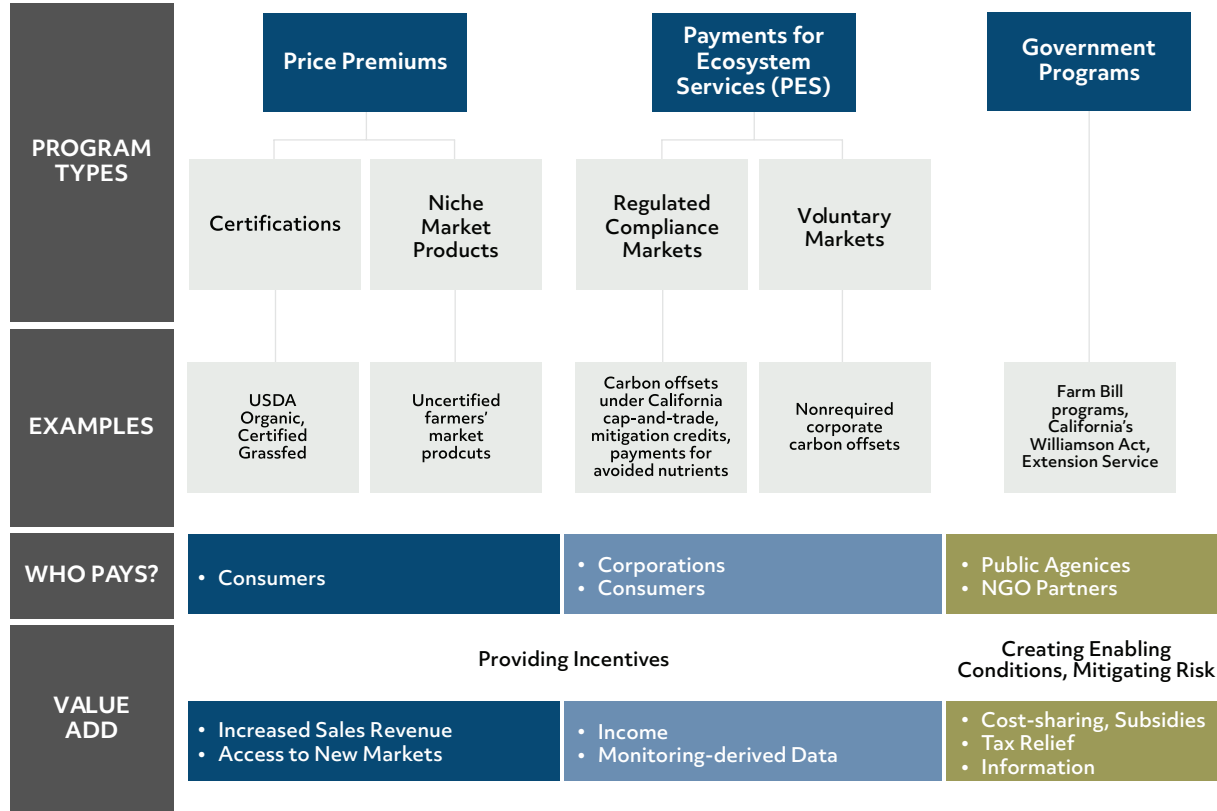 PROGRAM
TYPES
Price Premiums
Payments for
Ecosystem
Services (PES)
Government
Programs
Certifications
Niche
Market
Products
Regulated
Compliance
Markets
Voluntary
Markets
EXAMPLES
USDA
Organic,
Certified
Grassfed
Uncertified
farmers’
market
prodcuts
Carbon offsets
under California
cap-and-trade,
mitigation credits,
payments for
avoided nutrients
Nonrequired
corporate
carbon offsets
Farm Bill
programs,
California’s
Williamson Act,
Extension Service
WHO PAYS?
• Consumers
• Corporations
• Consumers
• Public Agenices
• NGO Partners
VALUE
ADD
Providing Incentives
Creating Enabling
Conditions, Mitigating Risk
• Increased Sales Revenue
• Access to New Markets
• Income
• Monitoring-derived Data
• Cost-sharing, Subsidies
• Tax Relief
• Information